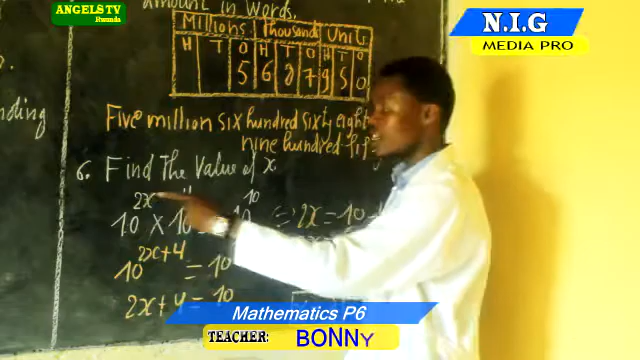 ANGELS TV
Rwanda
N.I.G
MEDIA PRO
amount in Words.
Millions Thousand Units
H T O H T O H T O
5 6 8 7 9 5 0
nding
Five million six hundred sixty eight
nine hundred
6. Find The Value of x
2x 10
10 x 10 10 => 2x = 10 -
2x+4
10 = 10
2x + 4 = 10
Mathematics P6
TEACHER: BONNY